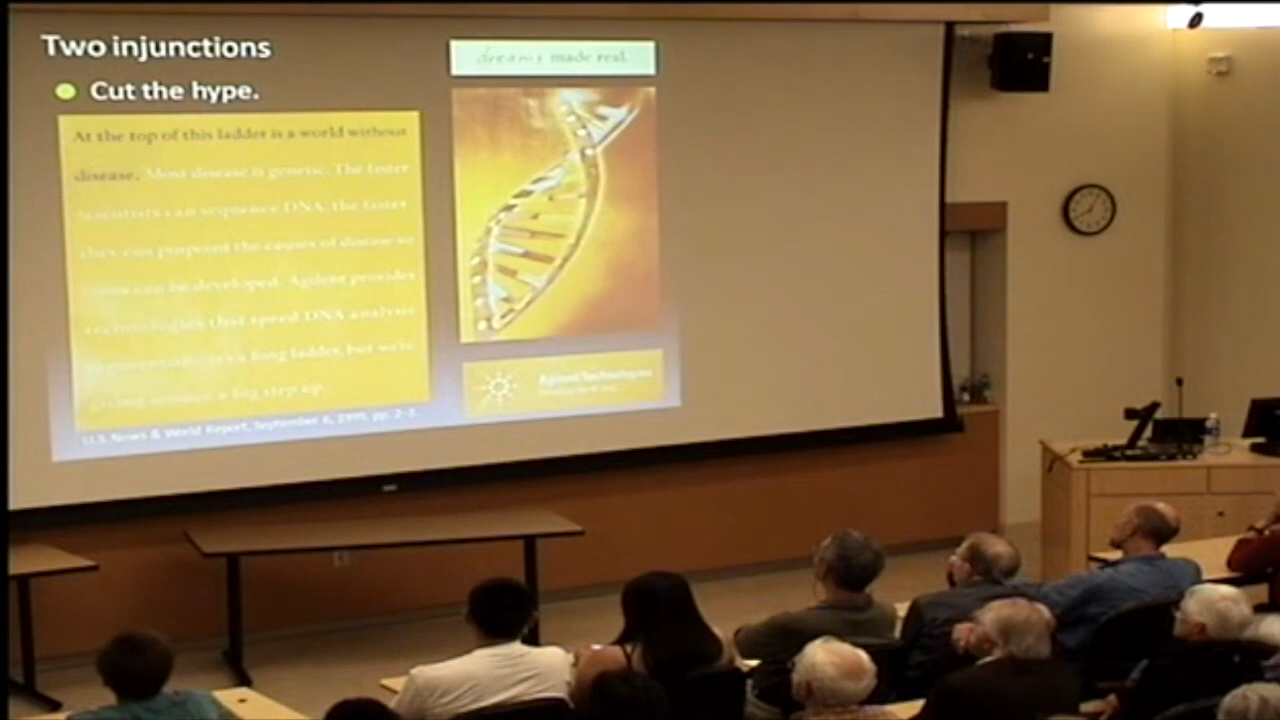 Two injunctions
Cut the hype.
dreams made real.
At the top of this ladder is a world without
disease. Most disease is genetic. The faster
scientists can sequence DNA, the faster
they can pinpoint the causes of disease so
cures can be developed. Agilent provides
technologies that speed DNA analysis
it's a long ladder, but we're
giving science a big step up.
Agilent Technologies
U.S. News & World Report, September 6, 1999, pp. 2-3.